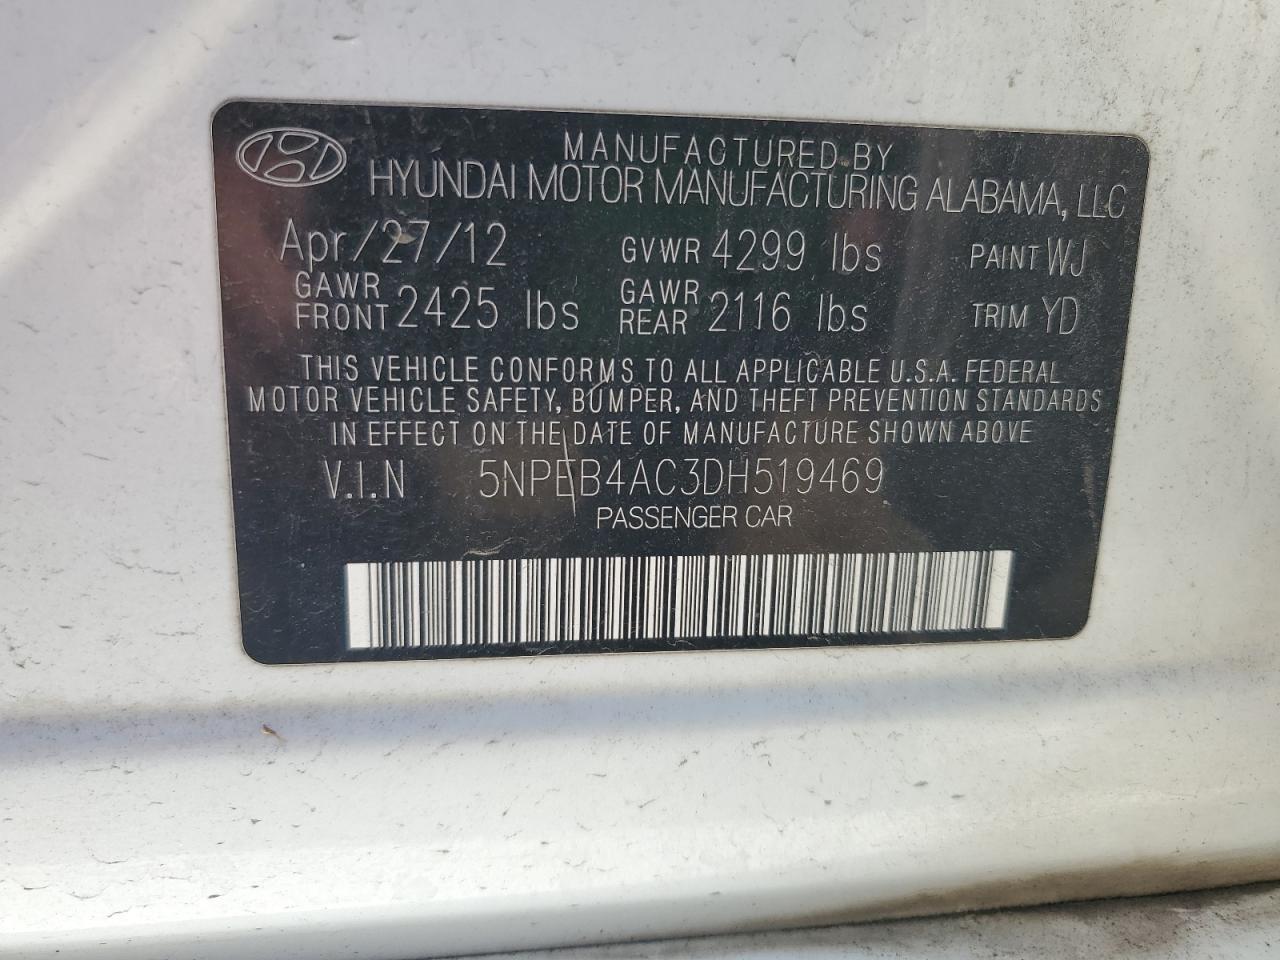 MANUFACTURED BY
HYUNDAI MOTOR MANUFACTURING ALABAMA, LLC
Apr/27/12 GVWR 4299 lbs PAINT WJ
GAWR FRONT 2425 lbs GAWR REAR 2116 lbs TRIM YD
THIS VEHICLE CONFORMS TO ALL APPLICABLE U.S.A. FEDERAL
MOTOR VEHICLE SAFETY, BUMPER, AND THEFT PREVENTION STANDARDS
IN EFFECT ON THE DATE OF MANUFACTURE SHOWN ABOVE
V.I.N 5NPEB4AC3DH519469
PASSENGER CAR